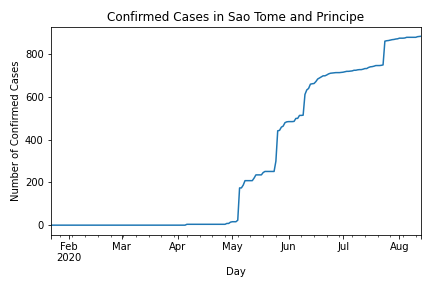 Confirmed Cases in Sao Tome and Principe
Number of Confirmed Cases
800
600
400
200
0
Feb Mar Apr May Jun Jul Aug
2020
Day